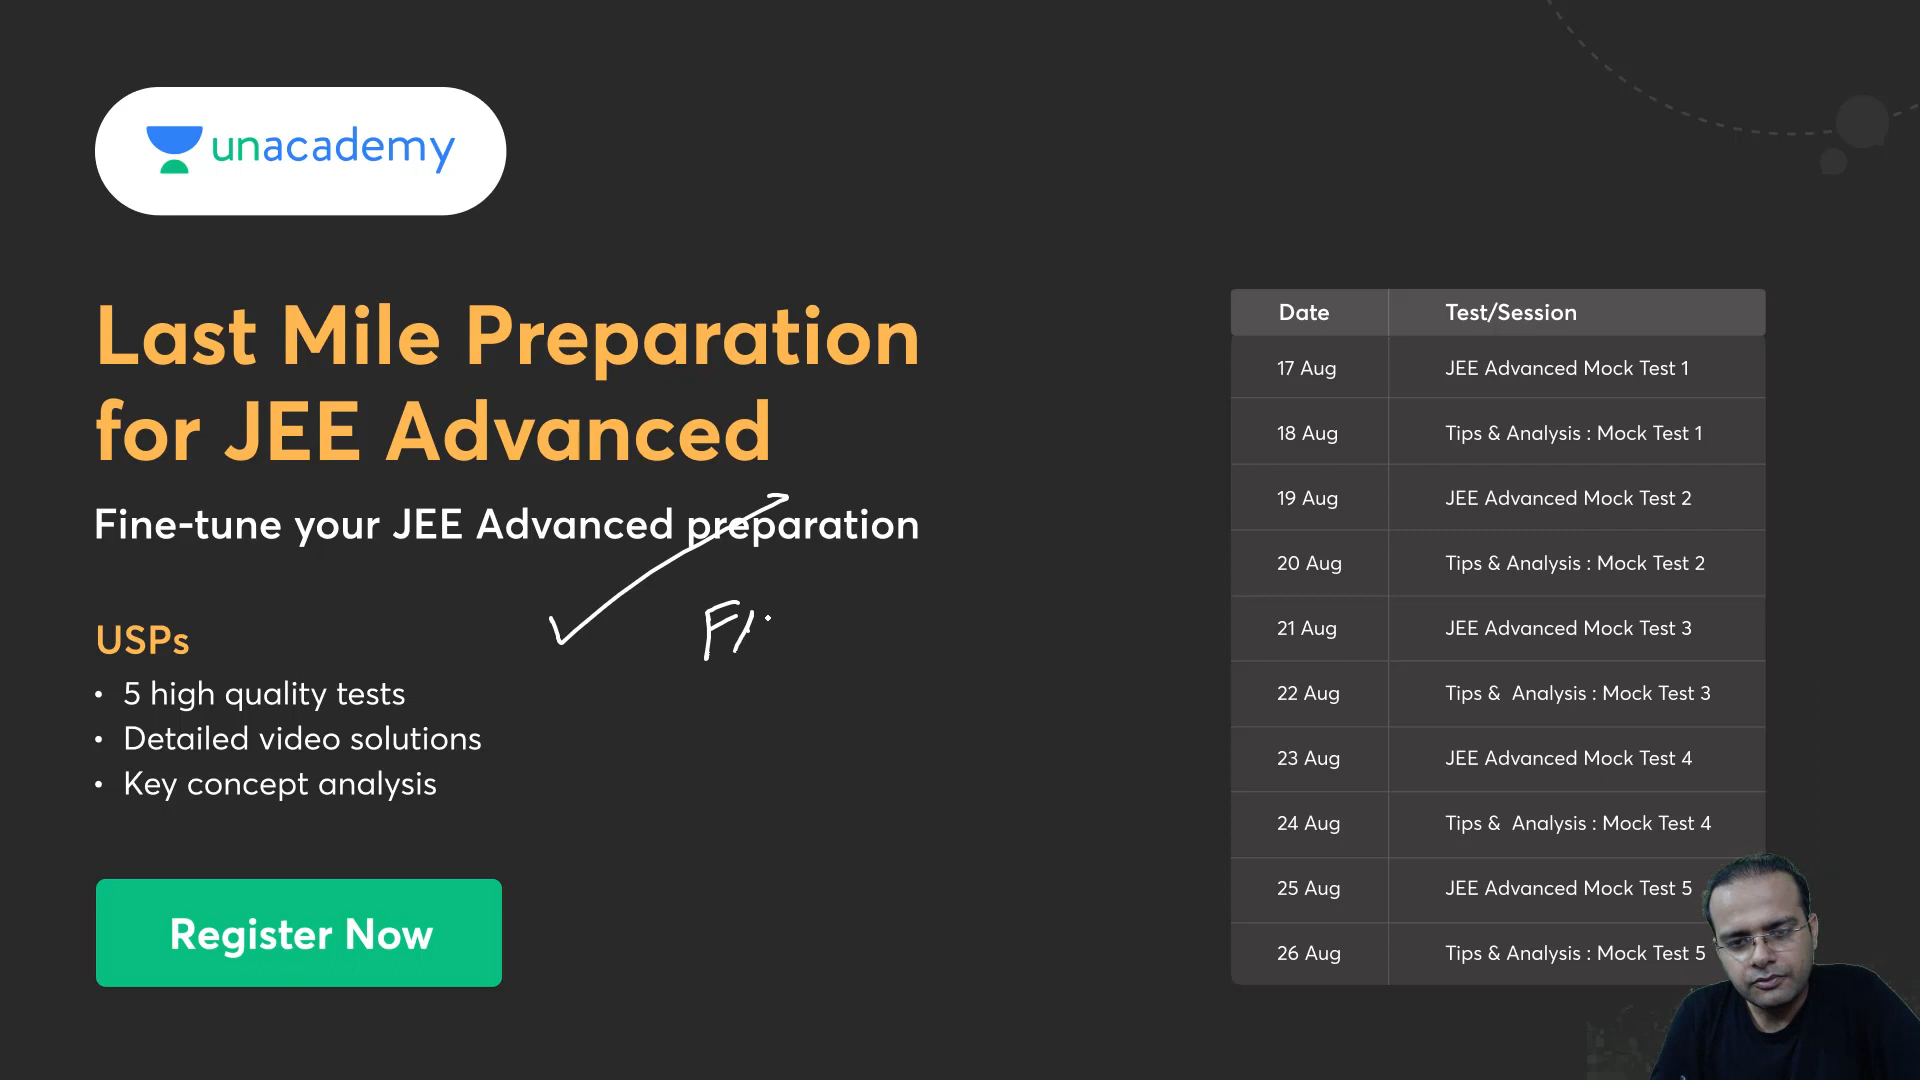 unacademy
Last Mile Preparation
for JEE Advanced
Fine-tune your JEE Advanced preparation
USPs
• 5 high quality tests
• Detailed video solutions
• Key concept analysis
Register Now
Date Test/Session
17 Aug JEE Advanced Mock Test 1
18 Aug Tips & Analysis : Mock Test 1
19 Aug JEE Advanced Mock Test 2
20 Aug Tips & Analysis : Mock Test 2
21 Aug JEE Advanced Mock Test 3
22 Aug Tips & Analysis : Mock Test 3
23 Aug JEE Advanced Mock Test 4
24 Aug Tips & Analysis : Mock Test 4
25 Aug JEE Advanced Mock Test 5
26 Aug Tips & Analysis : Mock Test 5